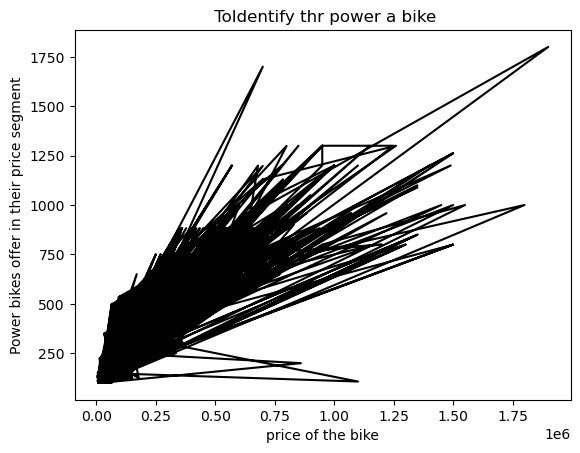 ToIdentify thr power a bike
Power bikes offer in their price segment
1750
1500
1250
1000
750
500
250
0.00 0.25 0.50 0.75 1.00 1.25 1.50 1.75
1e6
price of the bike